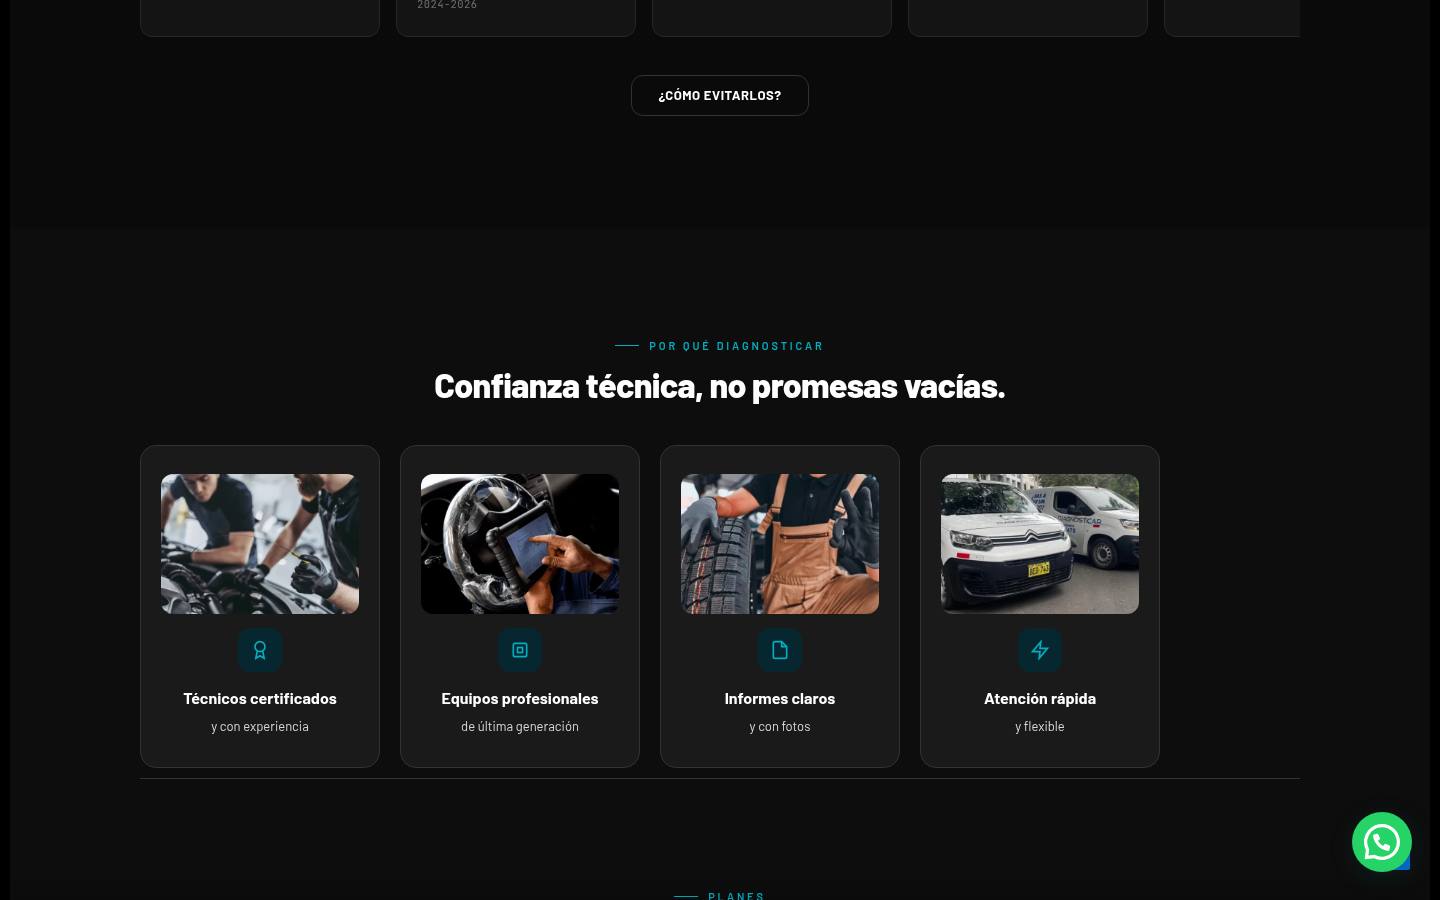 2024-2026
¿CÓMO EVITARLOS?
POR QUÉ DIAGNOSTICAR
Confianza técnica, no promesas vacías.
Técnicos certificados
y con experiencia
Equipos profesionales
de última generación
Informes claros
y con fotos
Atención rápida
y flexible
PLANES